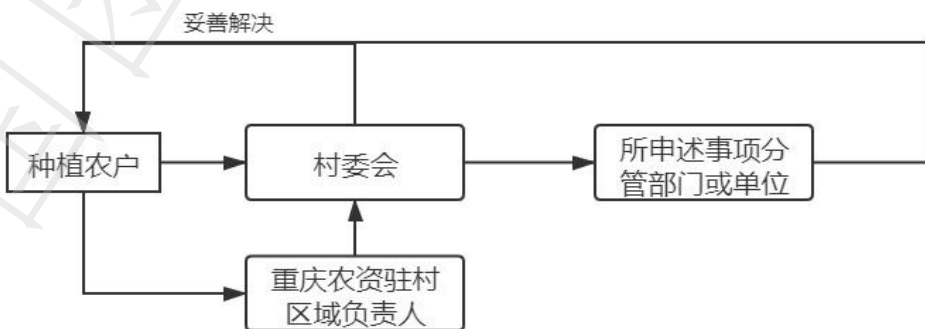 妥善解决
种植农户
村委会
所申述事项分
管部门或单位
重庆农资驻村
区域负责人